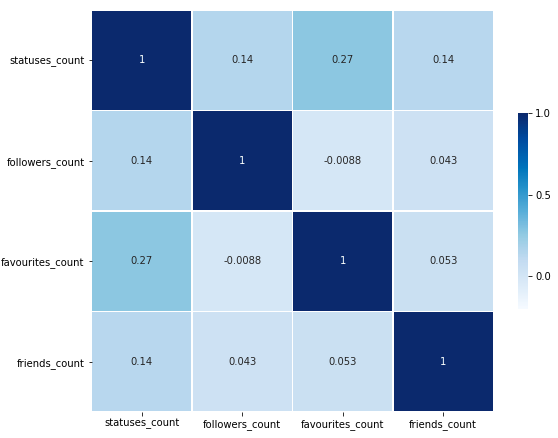 statuses_count 1 0.14 0.27 0.14
followers_count 0.14 1 -0.0088 0.043
favourites_count 0.27 -0.0088 1 0.053
friends_count 0.14 0.043 0.053 1
statuses_count followers_count favourites_count friends_count
1.0
0.5
0.0